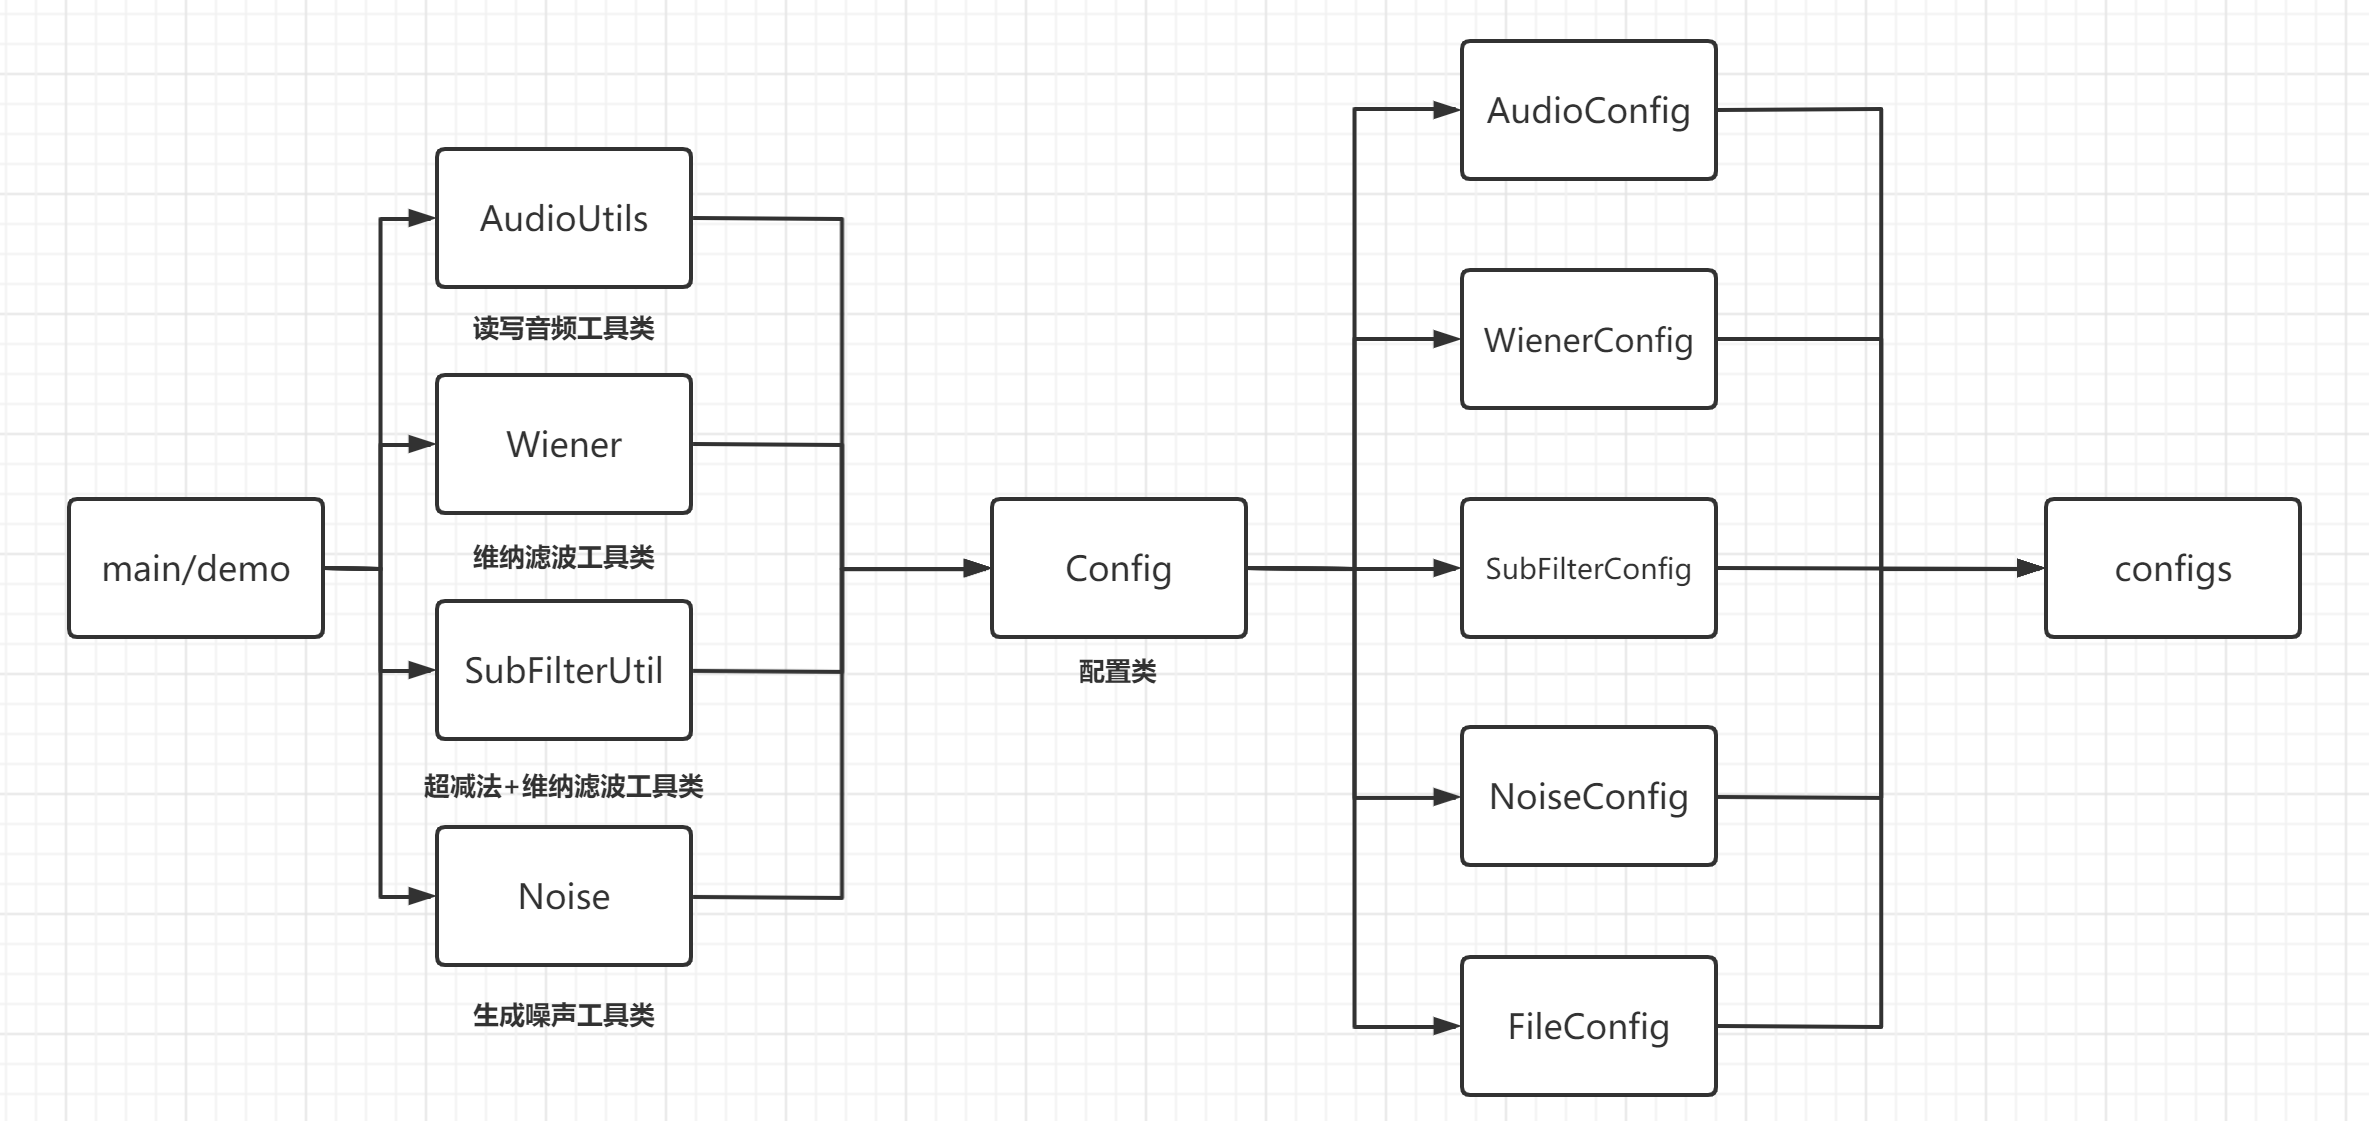 main/demo
AudioUtils
读写音频工具类
Wiener
维纳滤波工具类
SubFilterUtil
超减法+维纳滤波工具类
Noise
生成噪声工具类
Config
配置类
AudioConfig
WienerConfig
SubFilterConfig
NoiseConfig
FileConfig
configs